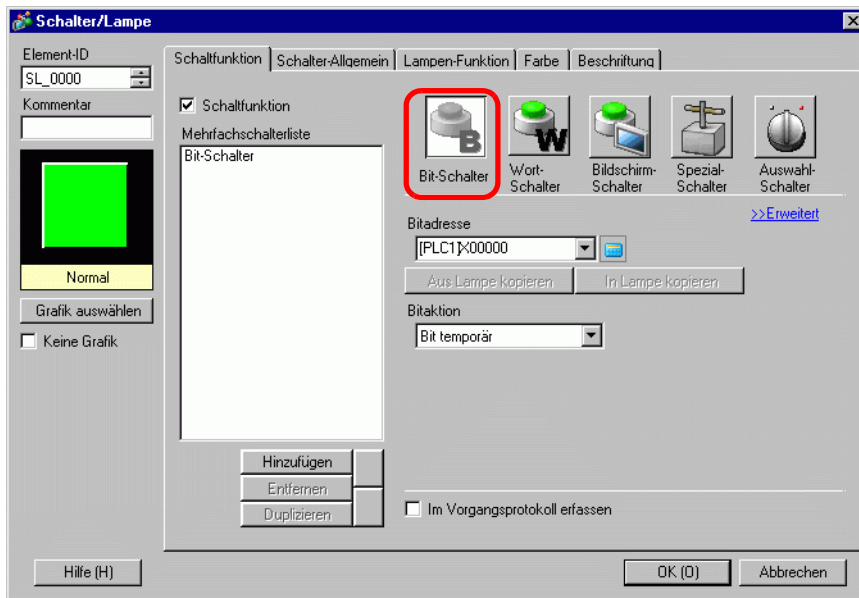 Schalter/Lampe
Element-ID
SL_0000
Kommentar
Normal
Grafik auswählen
Keine Grafik
Schaltfunktion
Schalter-Allgemein
Lampen-Funktion
Farbe
Beschriftung
Schaltfunktion
Mehrfachschalterliste
Bit-Schalter
Hinzufügen
Entfernen
Duplizieren
B
W
Bit-Schalter
Wort-
Schalter
Bildschirm-
Schalter
Spezial-
Schalter
Auswahl-
Schalter
>>Erweitert
Bitadresse
[PLC1]X00000
Aus Lampe kopieren
In Lampe kopieren
Bitaktion
Bit temporär
Im Vorgangsprotokoll erfassen
Hilfe (H)
OK (O)
Abbrechen